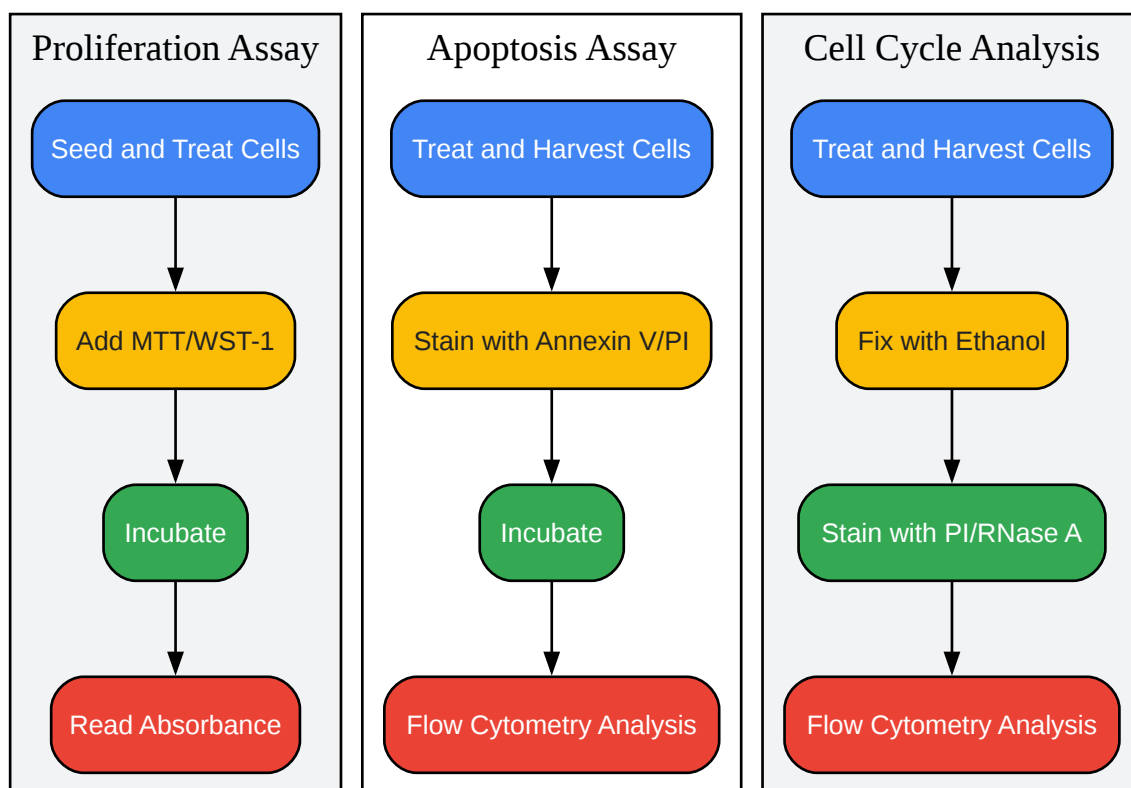 Proliferation Assay
Seed and Treat Cells
Add MTT/WST-1
Incubate
Read Absorbance
Apoptosis Assay
Treat and Harvest Cells
Stain with Annexin V/PI
Incubate
Flow Cytometry Analysis
Cell Cycle Analysis
Treat and Harvest Cells
Fix with Ethanol
Stain with PI/RNase A
Flow Cytometry Analysis